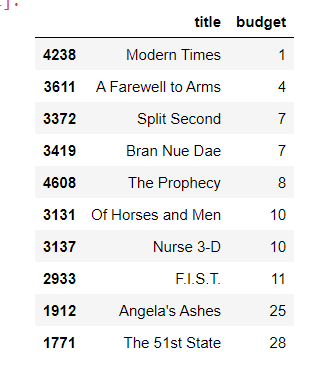 ]:
title budget
4238 Modern Times 1
3611 A Farewell to Arms 4
3372 Split Second 7
3419 Bran Nue Dae 7
4608 The Prophecy 8
3131 Of Horses and Men 10
3137 Nurse 3-D 10
2933 F.I.S.T. 11
1912 Angela's Ashes 25
1771 The 51st State 28